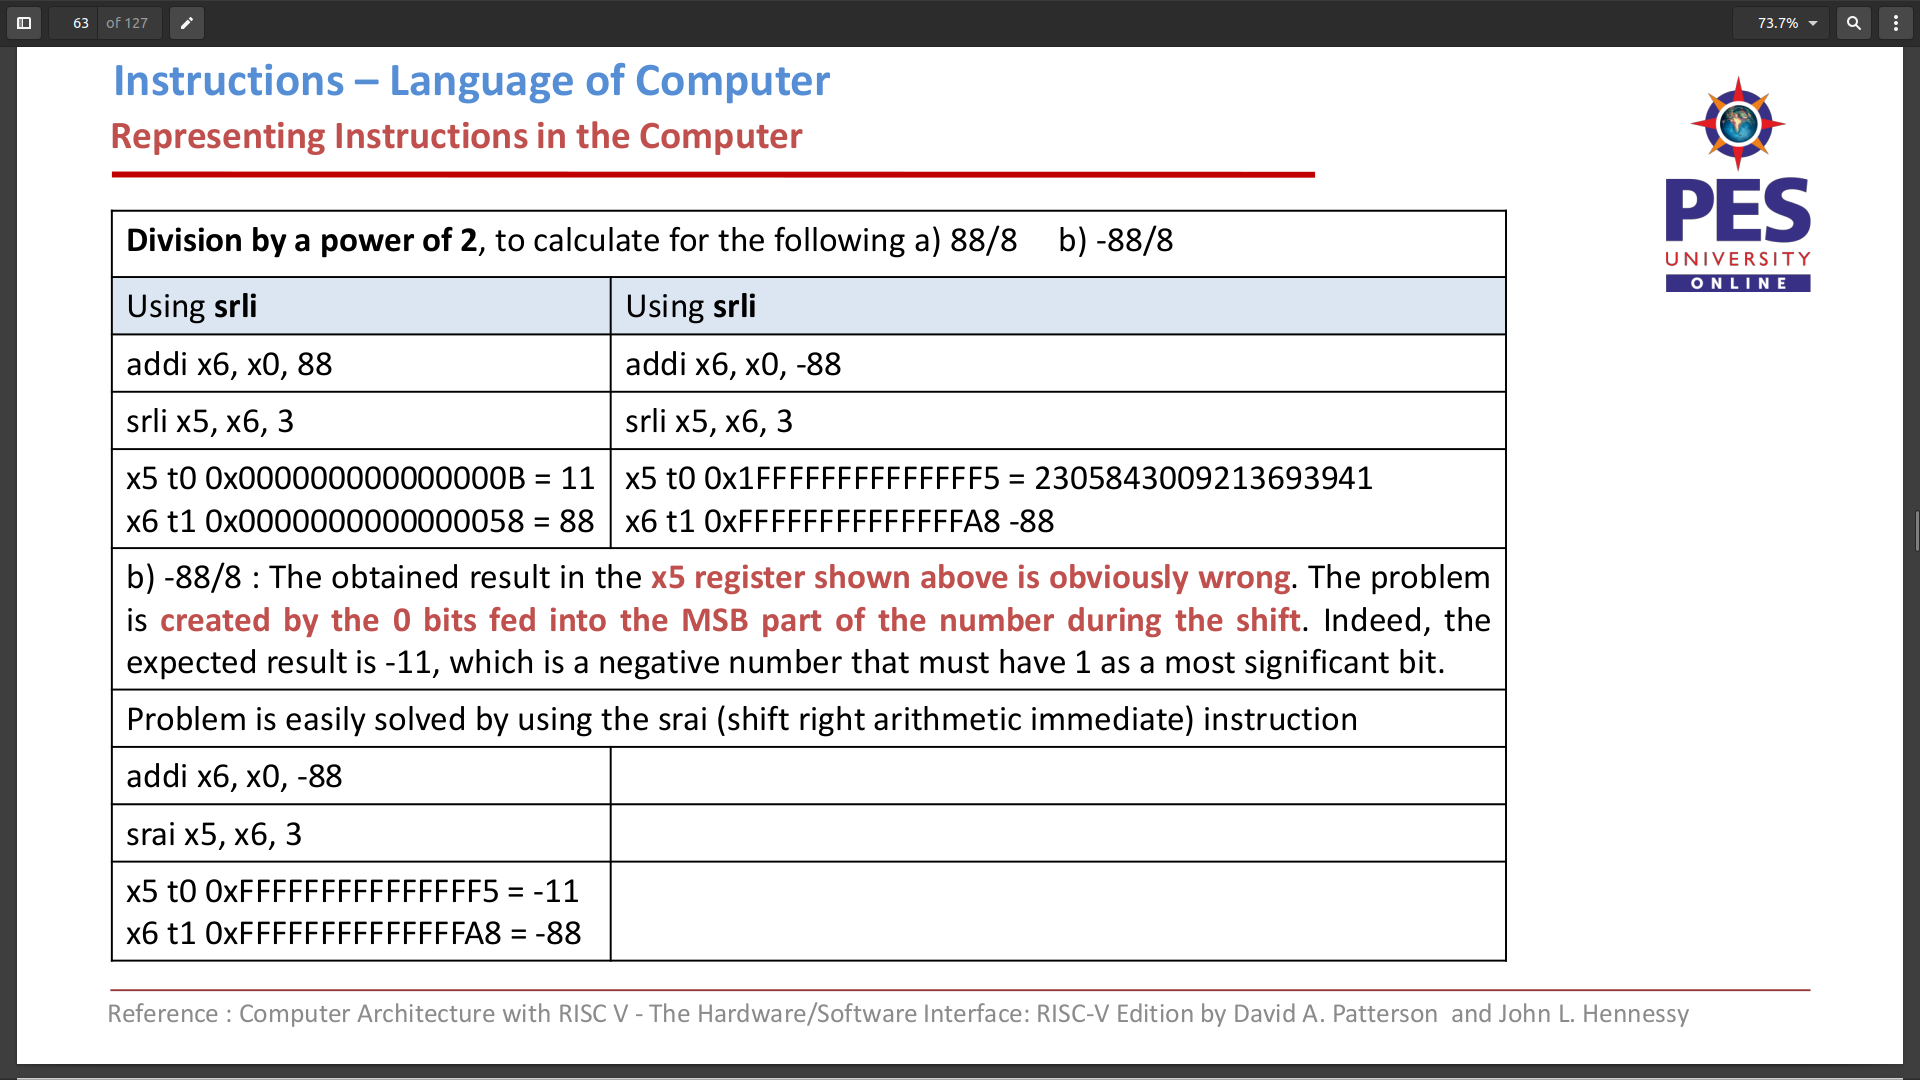 63 of 127
73.7%
Instructions – Language of Computer
Representing Instructions in the Computer
PES
UNIVERSITY
ONLINE
Division by a power of 2, to calculate for the following a) 88/8 b) -88/8
Using srli
Using srli
addi x6, x0, 88
addi x6, x0, -88
srli x5, x6, 3
srli x5, x6, 3
x5 t0 0x000000000000000B = 11
x6 t1 0x0000000000000058 = 88
x5 t0 0x1FFFFFFFFFFFFFF5 = 2305843009213693941
x6 t1 0xFFFFFFFFFFFFFFA8 -88
b) -88/8 : The obtained result in the x5 register shown above is obviously wrong. The problem
is created by the 0 bits fed into the MSB part of the number during the shift. Indeed, the
expected result is -11, which is a negative number that must have 1 as a most significant bit.
Problem is easily solved by using the srai (shift right arithmetic immediate) instruction
addi x6, x0, -88
srai x5, x6, 3
x5 t0 0xFFFFFFFFFFFFFFF5 = -11
x6 t1 0xFFFFFFFFFFFFFFA8 = -88
Reference : Computer Architecture with RISC V - The Hardware/Software Interface: RISC-V Edition by David A. Patterson and John L. Hennessy